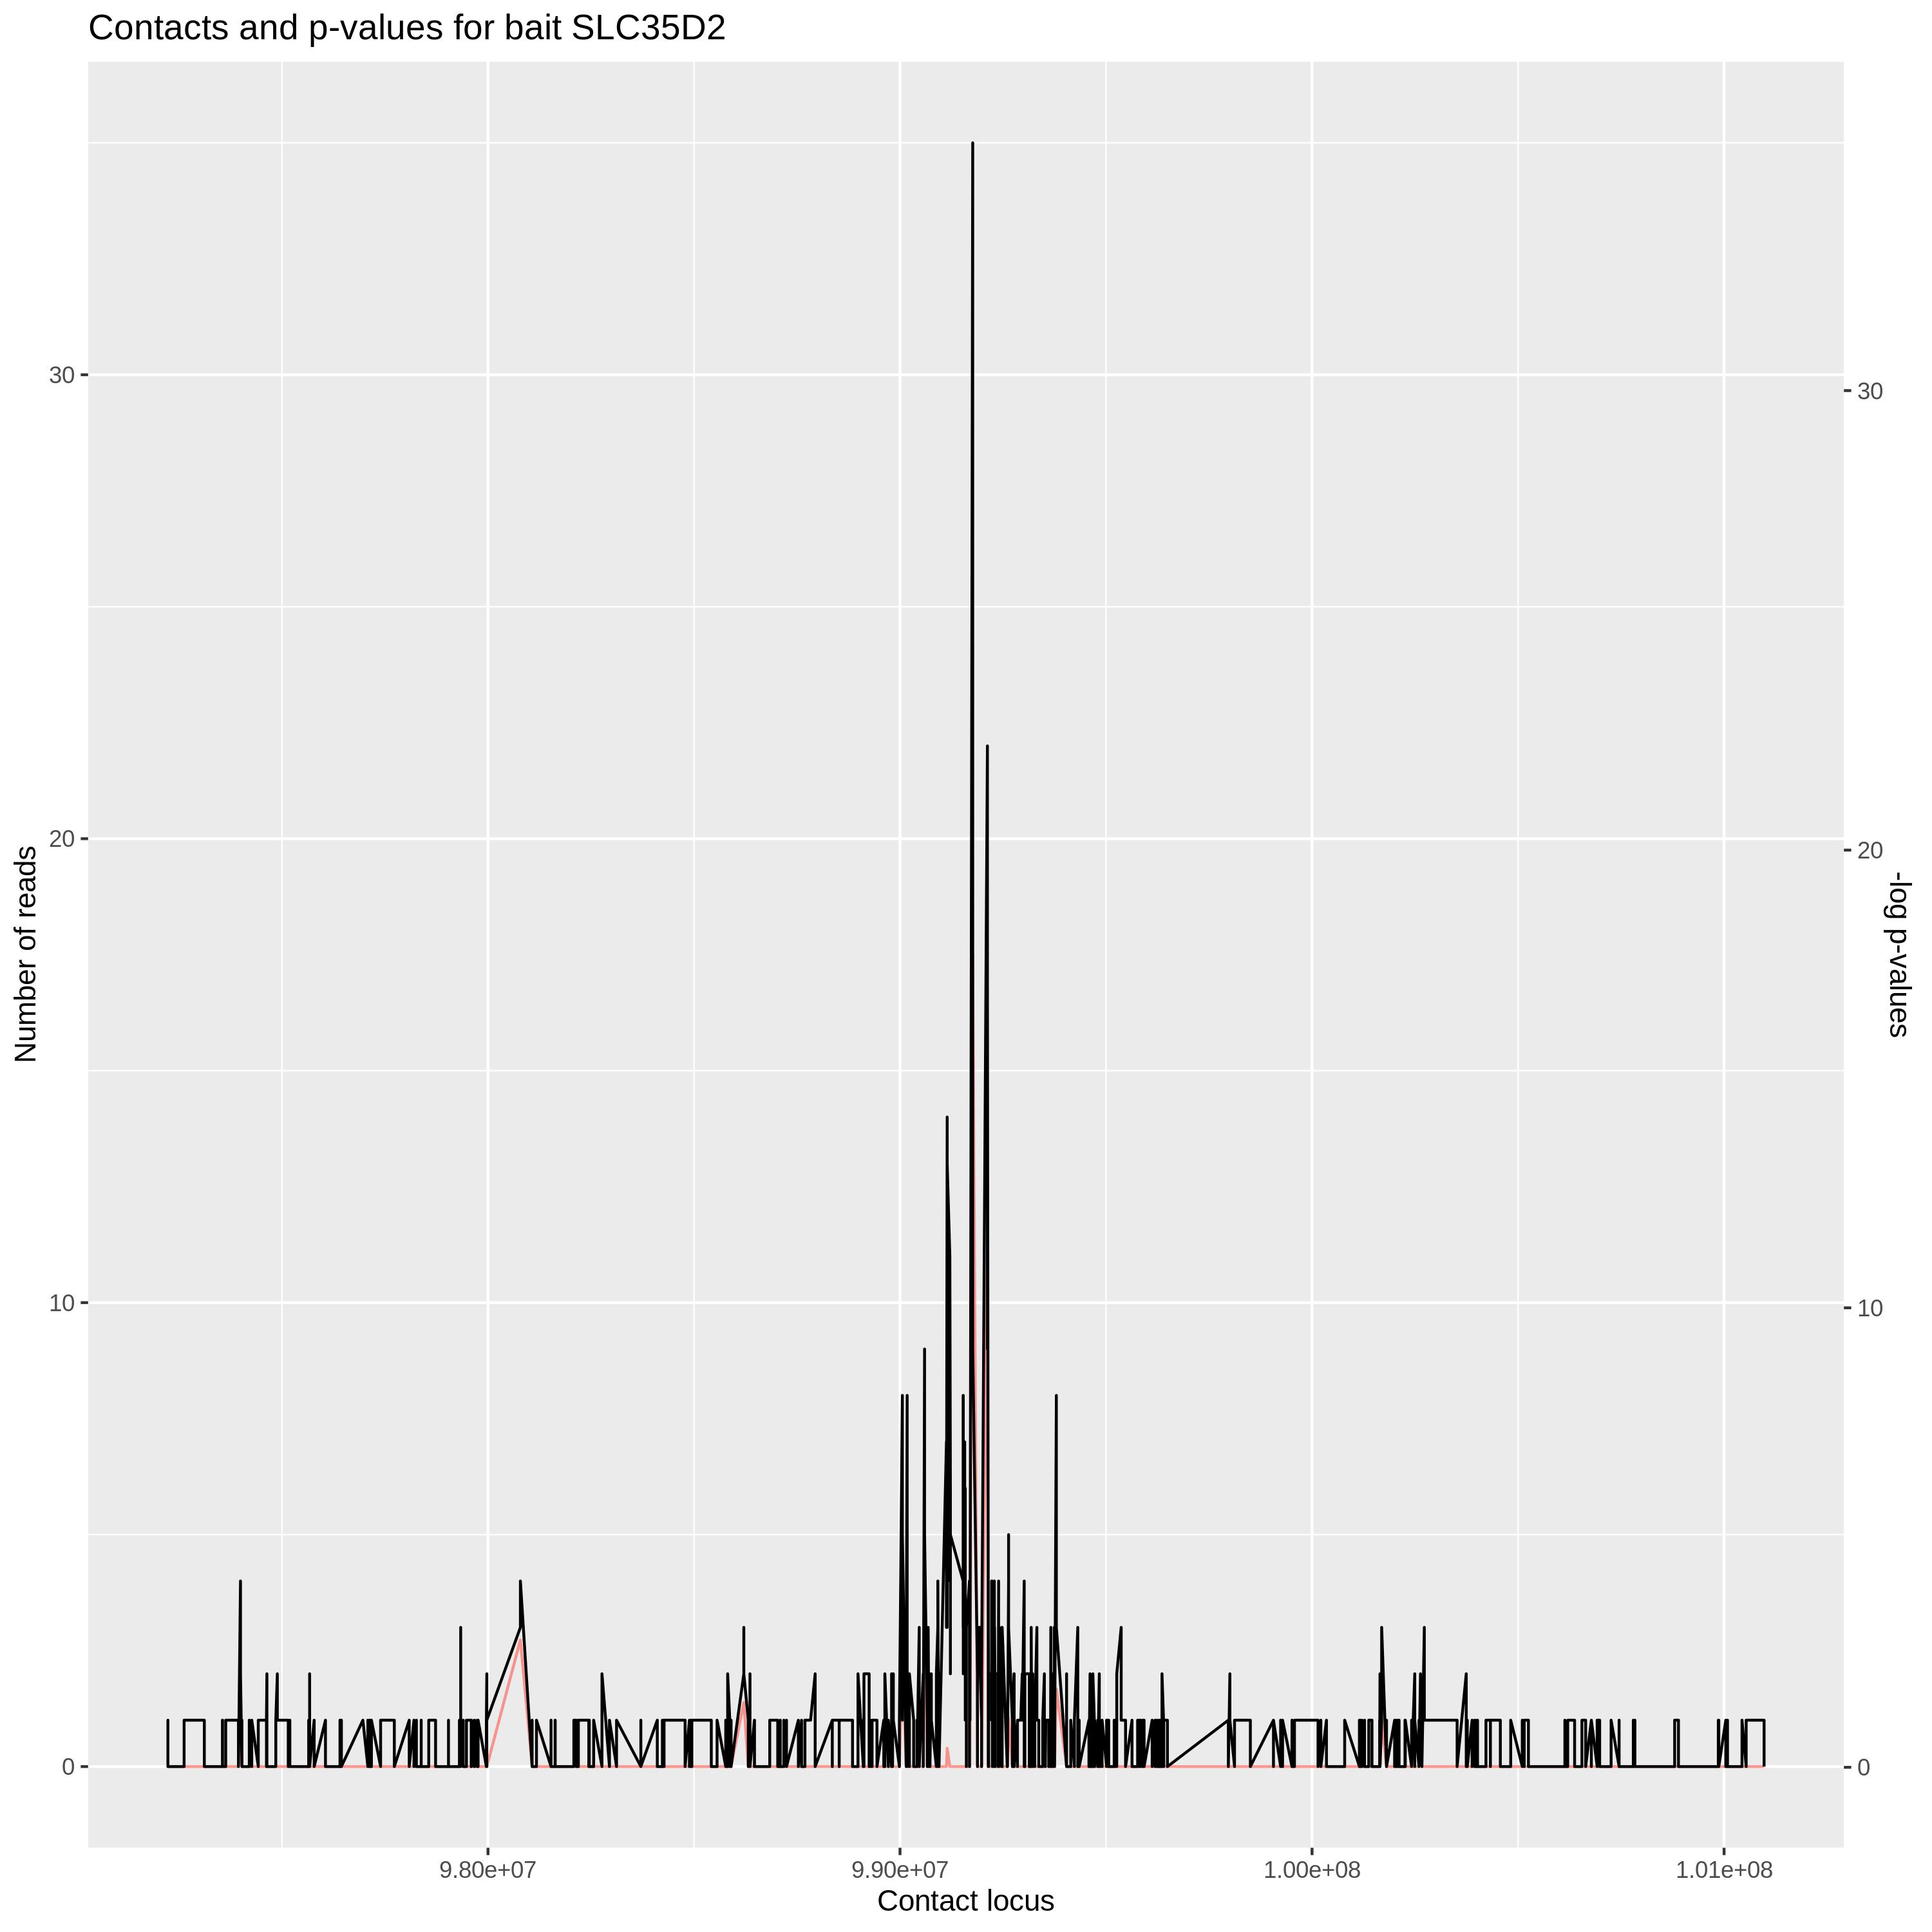 Contacts and p-values for bait SLC35D2
30
20
10
0
Number of reads
30
20
10
0
-log p-values
9.80e+07
9.90e+07
1.00e+08
1.01e+08
Contact locus